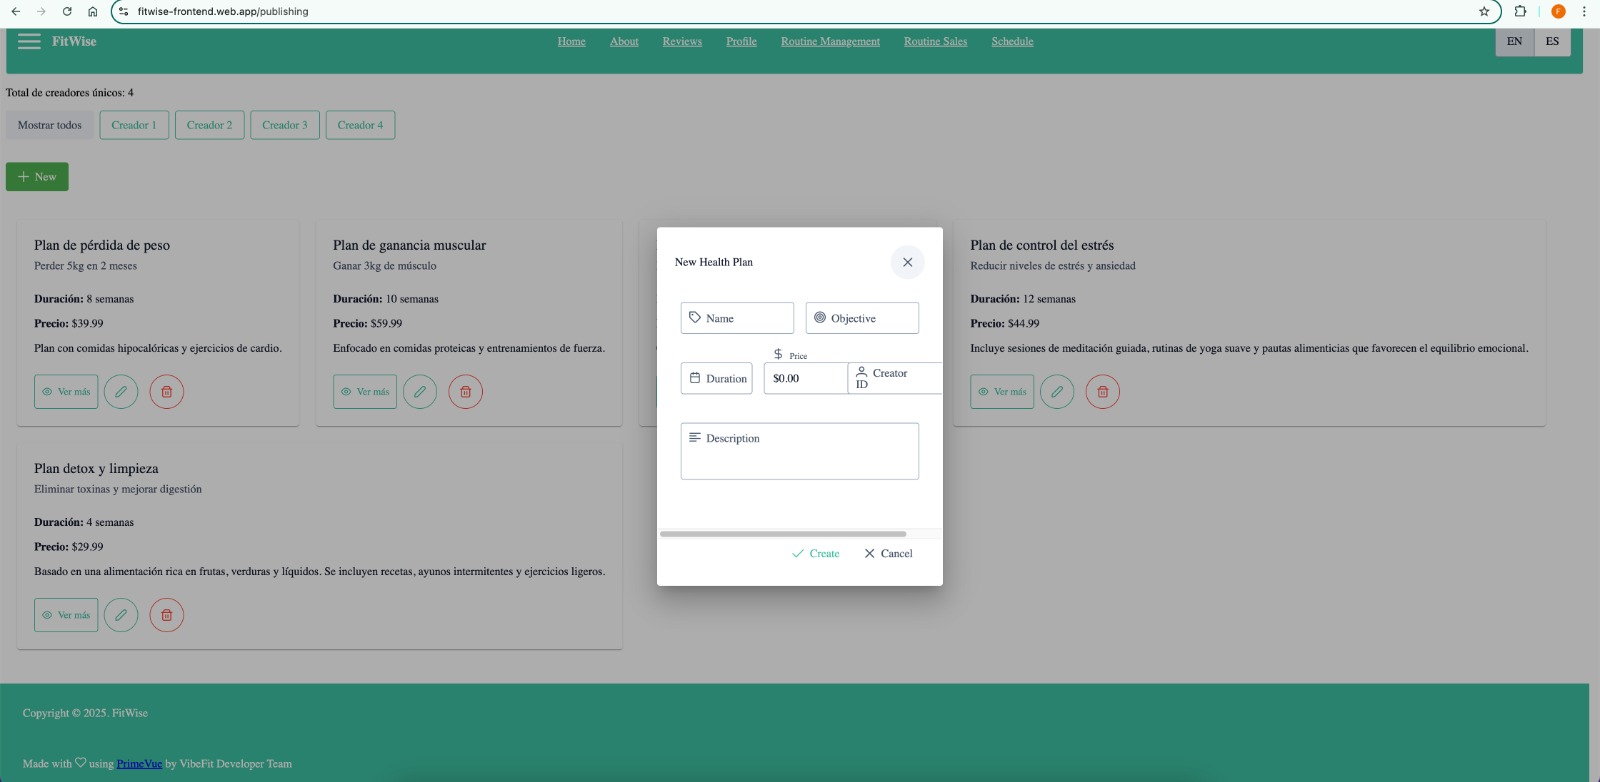 fitwise-frontend.web.app/publishing
F
FitWise
Home About Reviews Profile Routine Management Routine Sales Schedule
EN ES
Total de creadores únicos: 4
Mostrar todos Creador 1 Creador 2 Creador 3 Creador 4
New
Plan de pérdida de peso
Perder 5kg en 2 meses
Duración: 8 semanas
Precio: $39.99
Plan con comidas hipocalóricas y ejercicios de cardio.
Ver más
Plan de ganancia muscular
Ganar 3kg de músculo
Duración: 10 semanas
Precio: $59.99
Enfocado en comidas proteicas y entrenamientos de fuerza.
Ver más
New Health Plan
Name
Objective
Duration
Price
$0.00
Creator
ID
Description
Create
Cancel
Plan de control del estrés
Reducir niveles de estrés y ansiedad
Duración: 12 semanas
Precio: $44.99
Incluye sesiones de meditación guiada, rutinas de yoga suave y pautas alimenticias que favorecen el equilibrio emocional.
Ver más
Plan detox y limpieza
Eliminar toxinas y mejorar digestión
Duración: 4 semanas
Precio: $29.99
Basado en una alimentación rica en frutas, verduras y líquidos. Se incluyen recetas, ayunos intermitentes y ejercicios ligeros.
Ver más
Copyright © 2025. FitWise
Made with ♡ using PrimeVue by VibeFit Developer Team